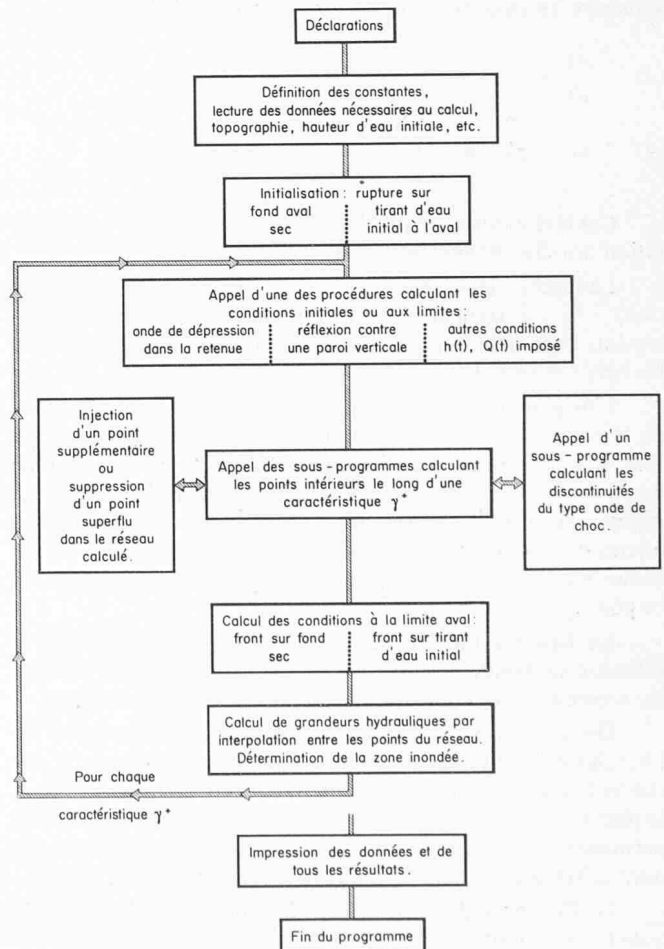 Déclarations
Définition des constantes,
lecture des données nécessaires au calcul,
topographie, hauteur d'eau initiale, etc.
Initialisation : rupture sur
fond aval
sec
tirant d'eau
initial à l'aval
Appel d'une des procédures calculant les
conditions initiales ou aux limites:
onde de dépression
dans la retenue
réflexion contre
une paroi verticale
autres conditions
h(t), Q(t) imposé
Injection
d'un point
supplémentaire
ou
suppression
d'un point
superflu
dans le réseau
calculé.
Appel des sous-programmes calculant
les points intérieurs le long d'une
caractéristique γ+
Appel d'un
sous-programme
calculant les
discontinuités
du type onde de
choc.
Calcul des conditions à la limite aval:
front sur fond
sec
front sur tirant
d'eau initial
Calcul de grandeurs hydrauliques par
interpolation entre les points du réseau.
Détermination de la zone inondée.
Pour chaque
caractéristique γ+
Impression des données et de
tous les résultats.
Fin du programme